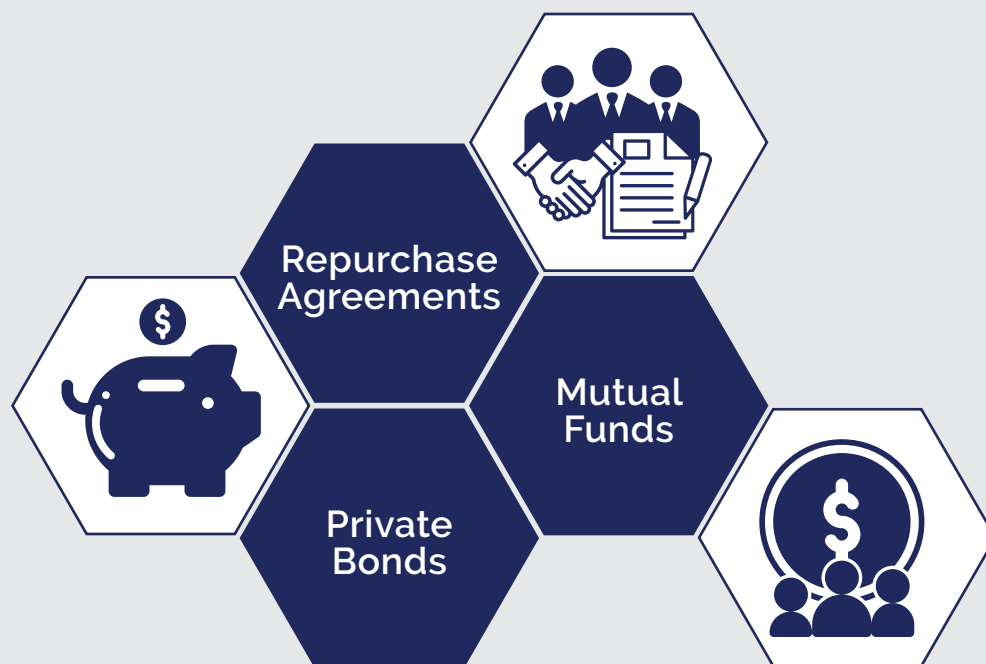 Repurchase
Agreements
$
Mutual
Funds
$
Private
Bonds